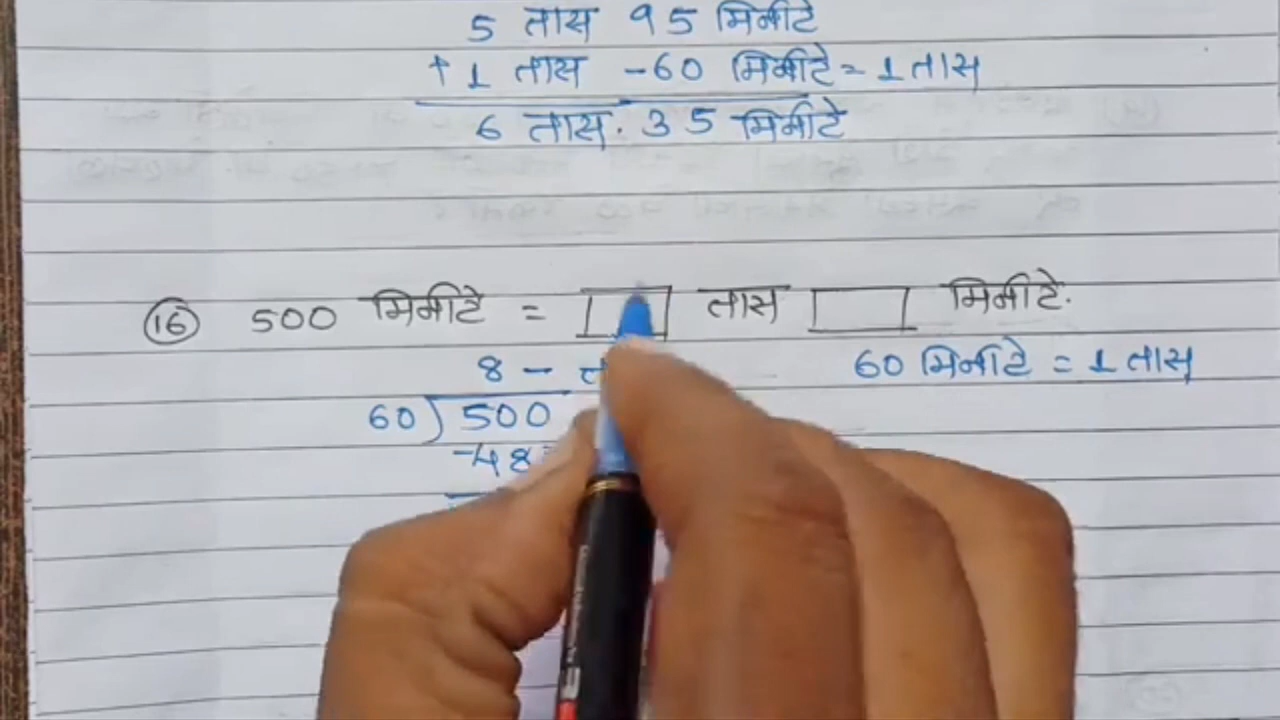 5 तास 95 मिनीटे
+ 1 तास - 60 मिनीटे = 1 तास
6 तास. 35 मिनीटे
16 500 मिनीटे = तास मिनीटे.
8 - 60 मिनीटे = 1 तास
60 ) 500
- 48